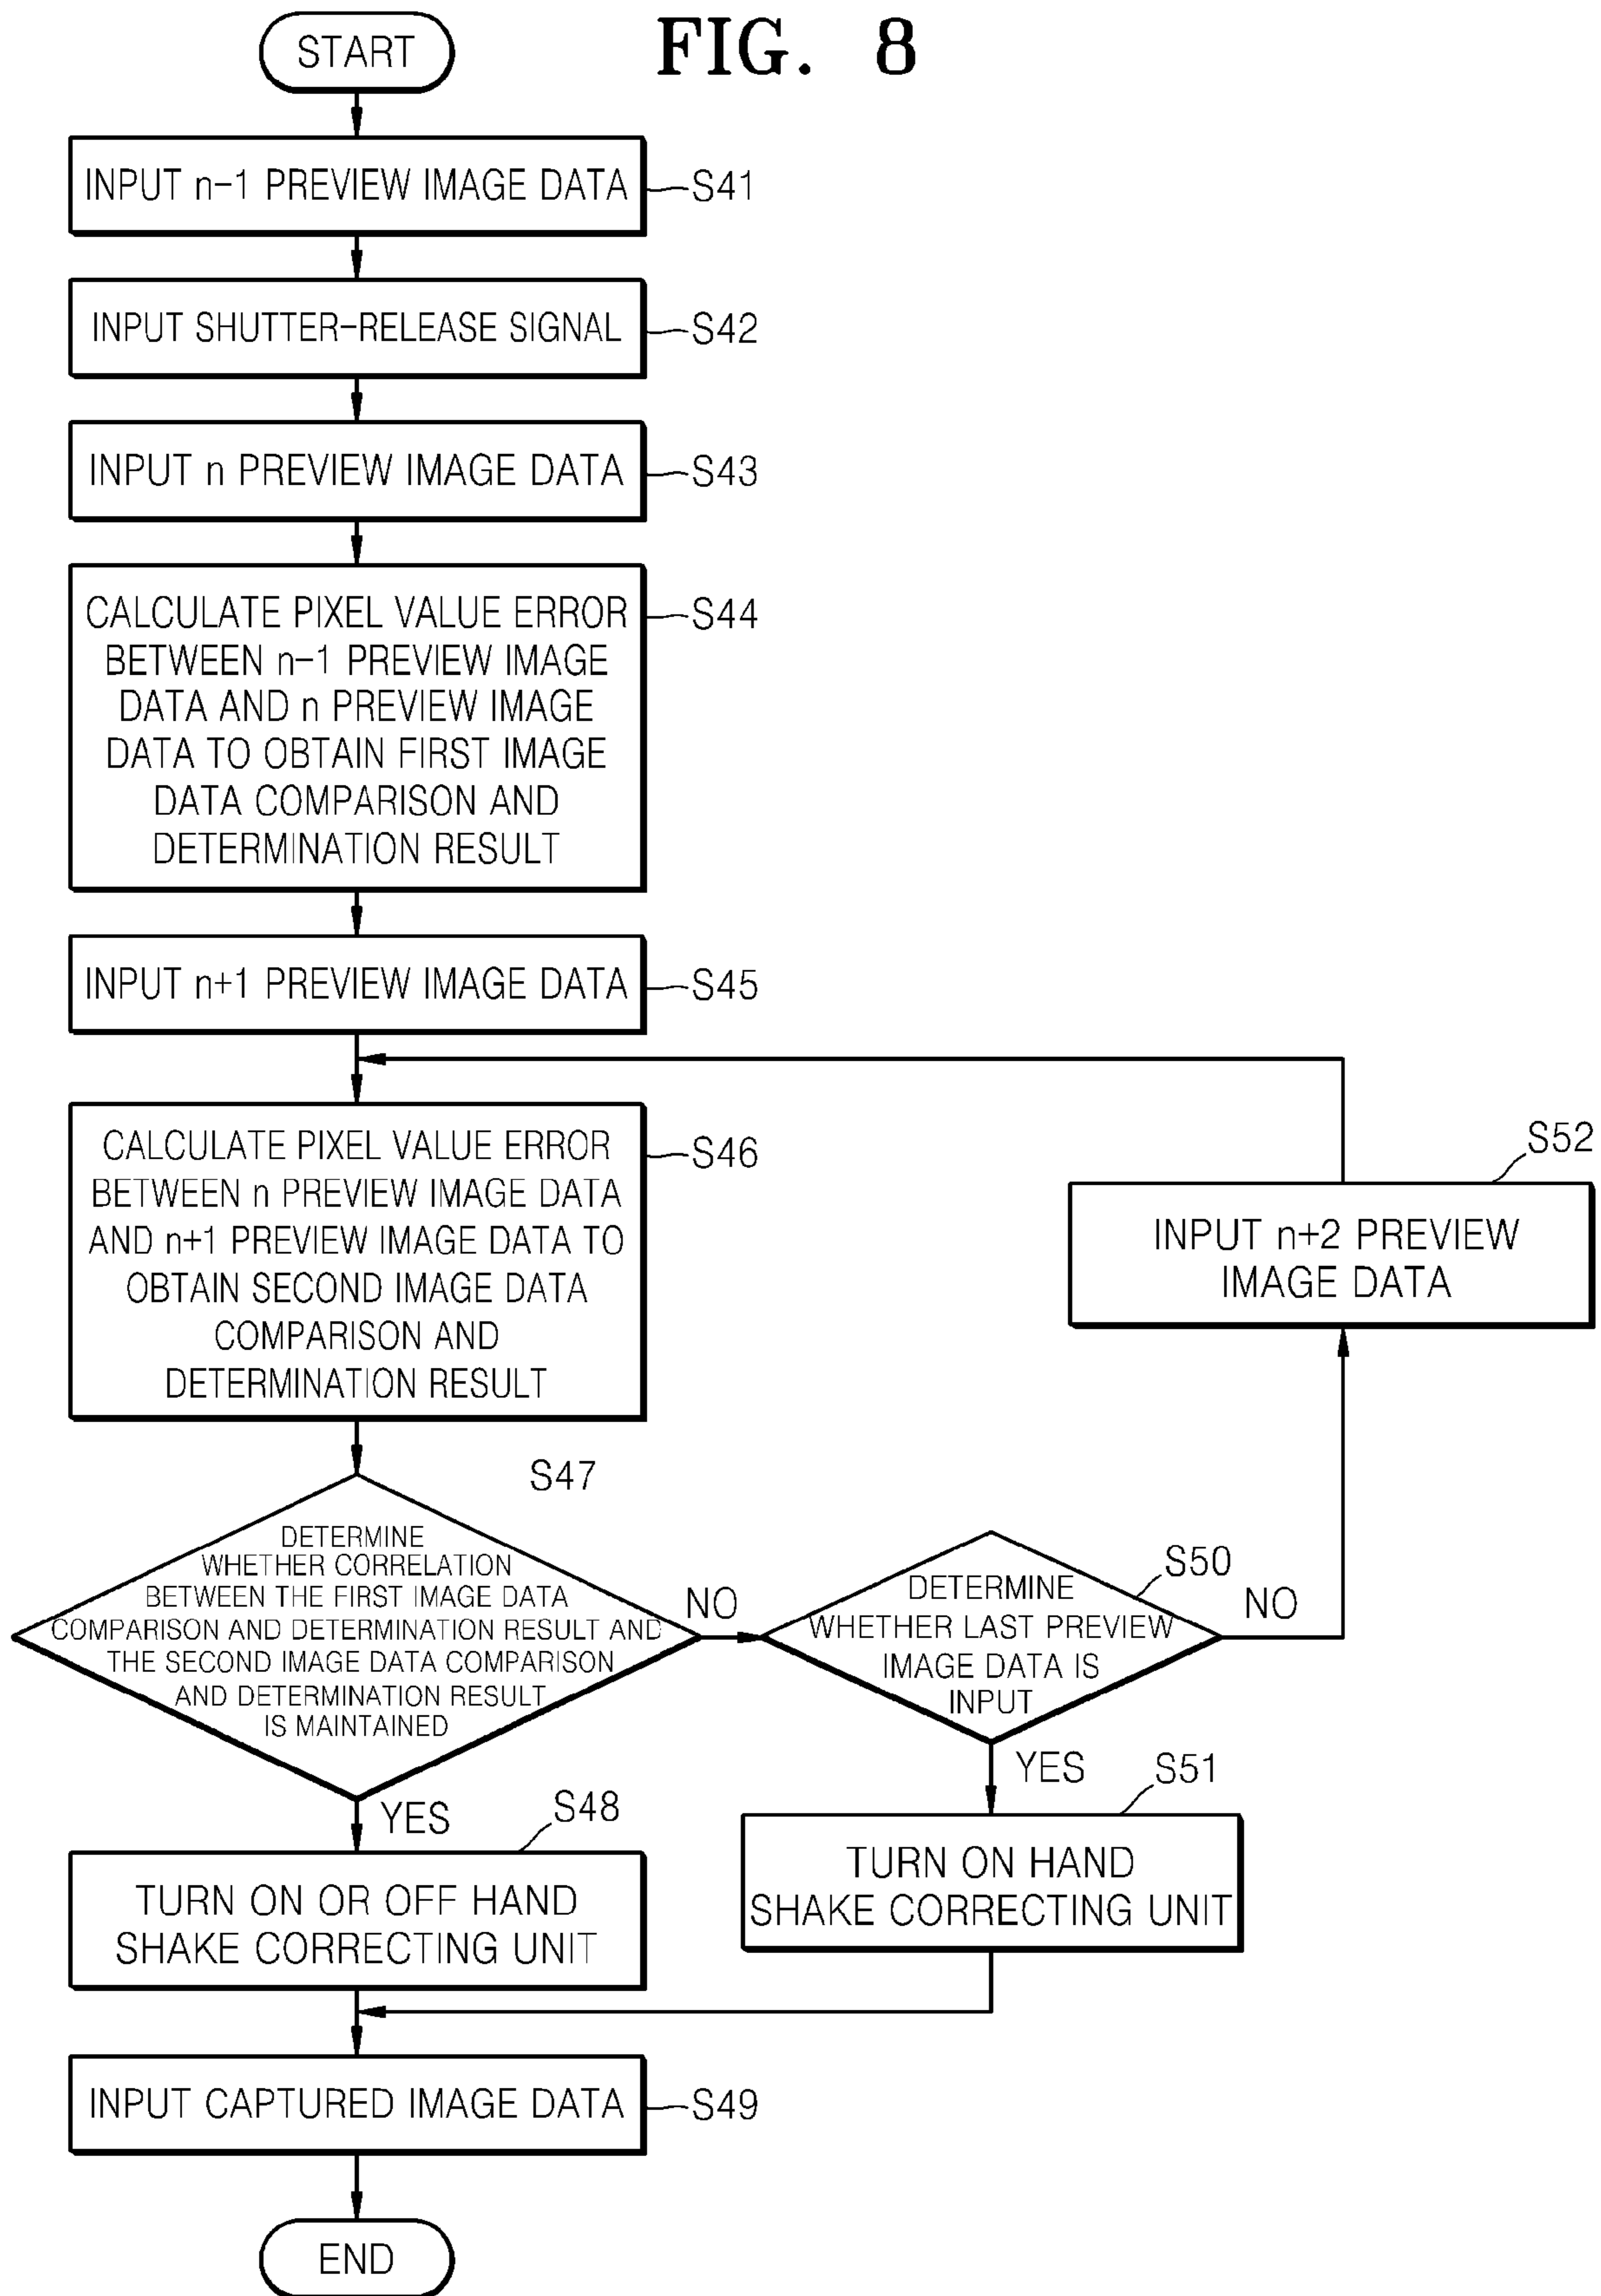 FIG. 8
START
INPUT n-1 PREVIEW IMAGE DATA
S41
INPUT SHUTTER-RELEASE SIGNAL
S42
INPUT n PREVIEW IMAGE DATA
S43
CALCULATE PIXEL VALUE ERROR
BETWEEN n-1 PREVIEW IMAGE
DATA AND n PREVIEW IMAGE
DATA TO OBTAIN FIRST IMAGE
DATA COMPARISON AND
DETERMINATION RESULT
S44
INPUT n+1 PREVIEW IMAGE DATA
S45
CALCULATE PIXEL VALUE ERROR
BETWEEN n PREVIEW IMAGE DATA
AND n+1 PREVIEW IMAGE DATA TO
OBTAIN SECOND IMAGE DATA
COMPARISON AND
DETERMINATION RESULT
S46
S52
INPUT n+2 PREVIEW
IMAGE DATA
S47
DETERMINE
WHETHER CORRELATION
BETWEEN THE FIRST IMAGE DATA
COMPARISON AND DETERMINATION RESULT AND
THE SECOND IMAGE DATA COMPARISON
AND DETERMINATION RESULT
IS MAINTAINED
NO
S50
DETERMINE
WHETHER LAST PREVIEW
IMAGE DATA IS
INPUT
NO
YES
S51
TURN ON HAND
SHAKE CORRECTING UNIT
YES
S48
TURN ON OR OFF HAND
SHAKE CORRECTING UNIT
INPUT CAPTURED IMAGE DATA
S49
END